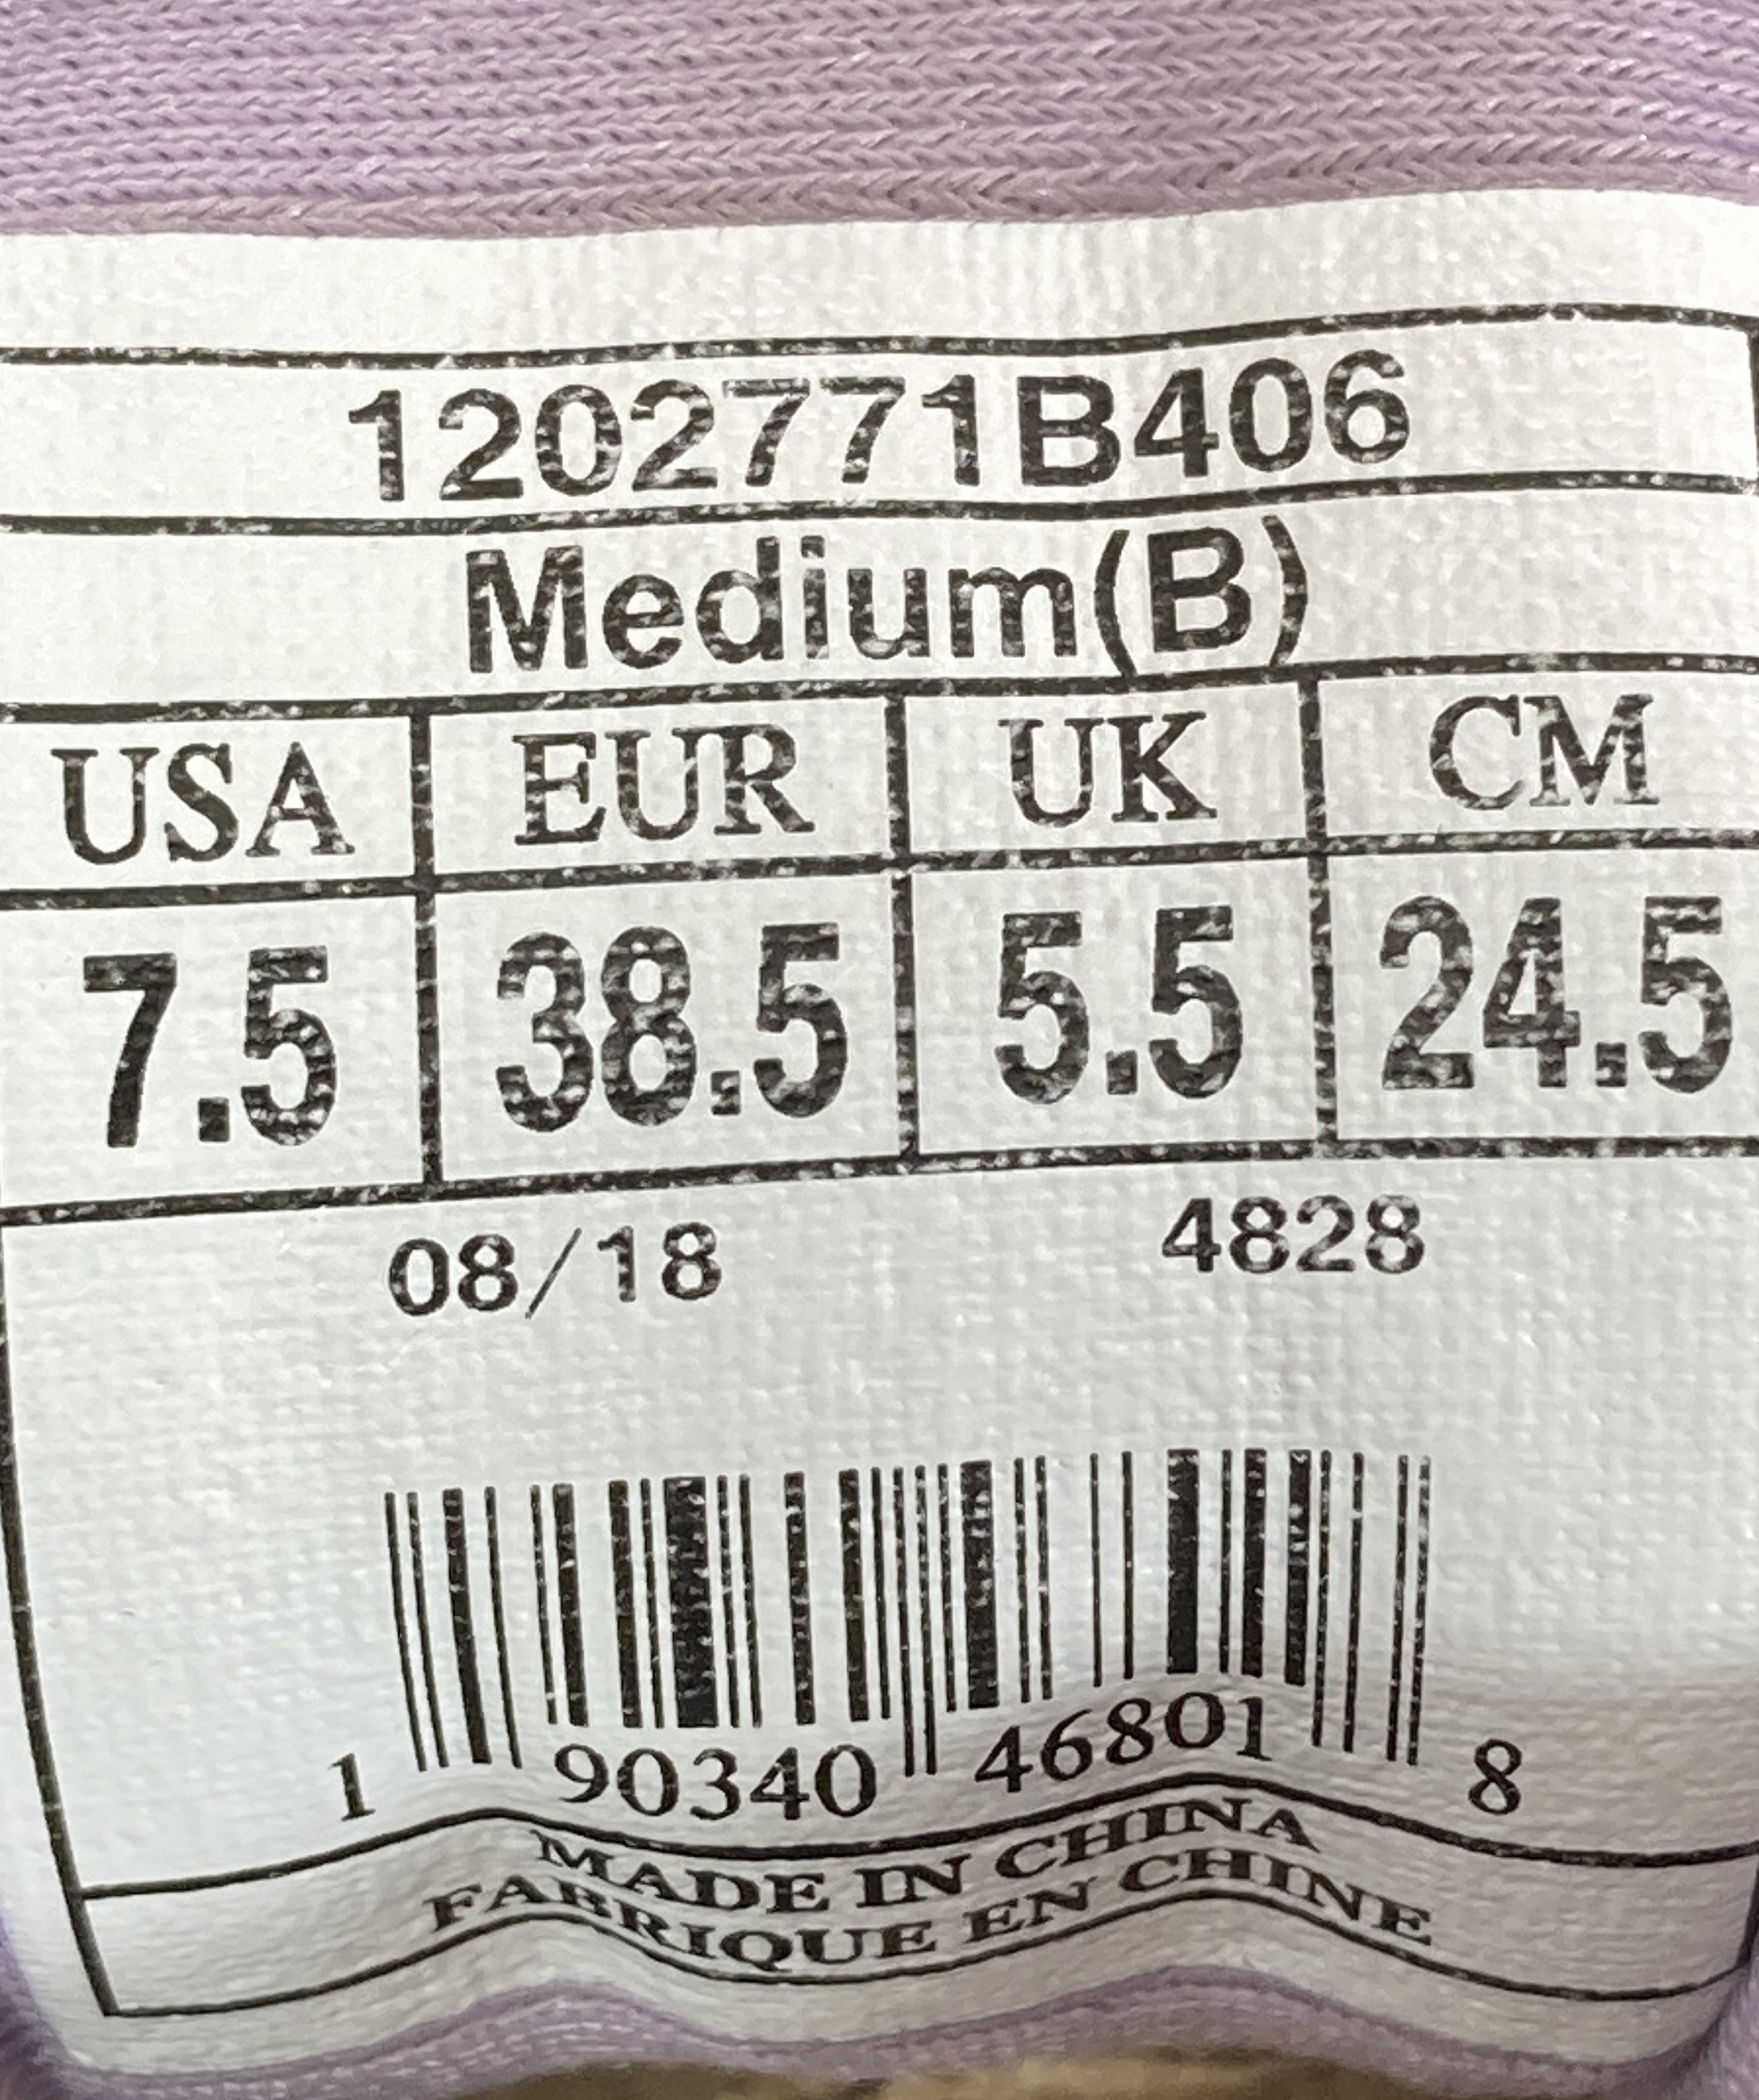 1202771B406
Medium(B)
USA EUR UK CM
7.5 38.5 5.5 24.5
08/18 4828
1 90340 46801 8
MADE IN CHINA
FABRIQUE EN CHINE